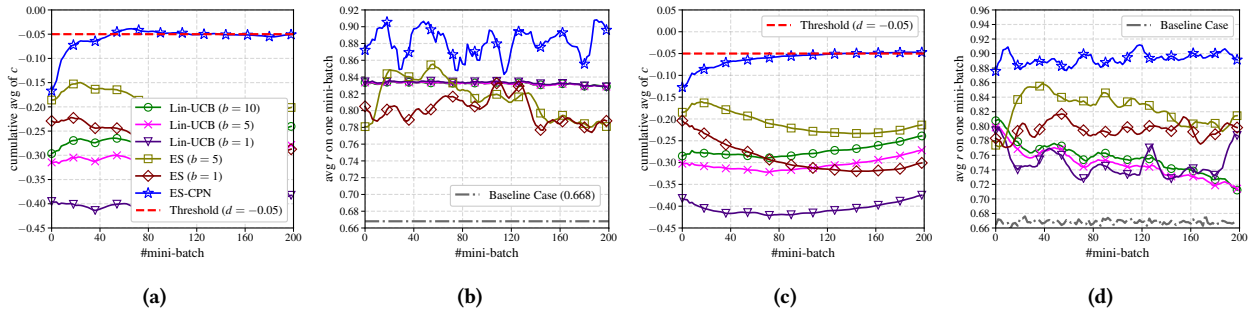 cumulative avg of c
0.00
−0.05
−0.10
−0.15
−0.20
−0.25
−0.30
−0.35
−0.40
−0.45
Lin-UCB (b = 10)
Lin-UCB (b = 5)
Lin-UCB (b = 1)
ES (b = 5)
ES (b = 1)
ES-CPN
Threshold (d = −0.05)
0 40 80 120 160 200
#mini-batch
(a)
avg r on one mini-batch
0.92
0.90
0.88
0.86
0.84
0.82
0.80
0.78
0.76
0.74
0.72
0.70
0.68
0.66
Baseline Case (0.668)
0 40 80 120 160 200
#mini-batch
(b)
cumulative avg of c
0.05
0.00
−0.05
−0.10
−0.15
−0.20
−0.25
−0.30
−0.35
−0.40
−0.45
Threshold (d = −0.05)
0 40 80 120 160 200
#mini-batch
(c)
avg r on one mini-batch
0.96
0.94
0.92
0.90
0.88
0.86
0.84
0.82
0.80
0.78
0.76
0.74
0.72
0.70
0.68
0.66
Baseline Case
0 40 80 120 160 200
#mini-batch
(d)